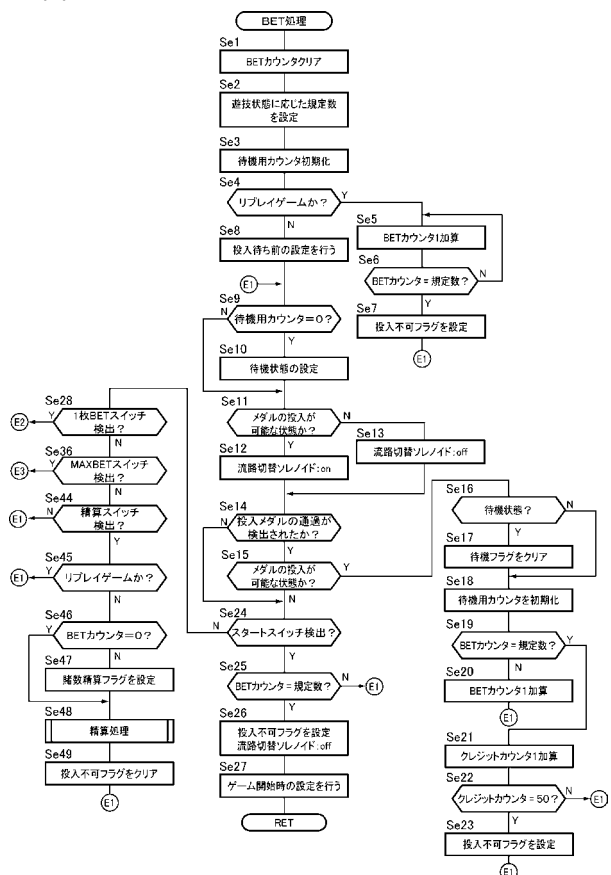 BET処理
Se1
BETカウンタクリア
Se2
遊技状態に応じた規定数
を設定
Se3
待機用カウンタ初期化
Se4
リプレイゲームか？
Y
N
Se5
BETカウンタ1加算
Se6
BETカウンタ＝規定数？
N
Y
Se7
投入不可フラグを設定
E1
Se8
投入待ち前の設定を行う
E1
Se9
N
待機用カウンタ＝0？
Y
Se10
待機状態の設定
Se11
メダルの投入が
可能な状態か？
N
Y
Se12
流路切替ソレノイド：on
Se13
流路切替ソレノイド：off
Se14
N
投入メダルの通過が
検出されたか？
Y
Se15
メダルの投入が
可能な状態か？
Y
N
Se16
待機状態？
N
Y
Se17
待機フラグをクリア
Se18
待機用カウンタを初期化
Se19
BETカウンタ＝規定数？
Y
N
Se20
BETカウンタ1加算
E1
Se21
クレジットカウンタ1加算
Se22
クレジットカウンタ＝50？
N
E1
Y
Se23
投入不可フラグを設定
E1
Se24
N
スタートスイッチ検出？
Y
Se25
BETカウンタ＝規定数？
N
E1
Y
Se26
投入不可フラグを設定
流路切替ソレノイド：off
Se27
ゲーム開始時の設定を行う
RET
Se28
E2
Y
1枚BETスイッチ
検出？
N
Se36
E3
Y
MAXBETスイッチ
検出？
N
Se44
E1
N
精算スイッチ
検出？
Y
Se45
E1
Y
リプレイゲームか？
N
Se46
Y
BETカウンタ＝0？
N
Se47
賭数精算フラグを設定
Se48
精算処理
Se49
投入不可フラグをクリア
E1